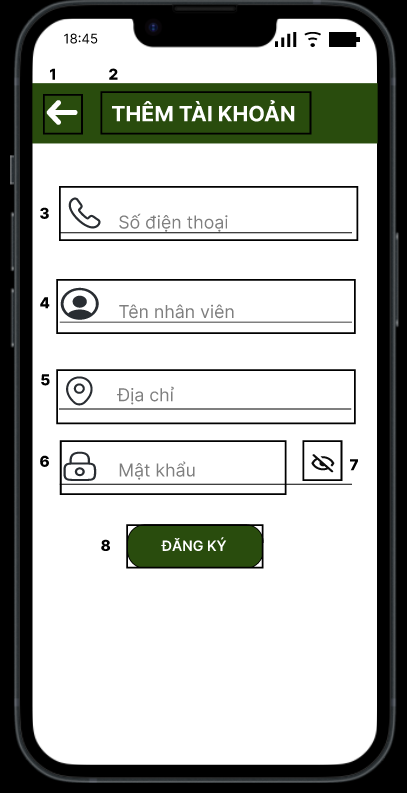 18:45
1 2
THÊM TÀI KHOẢN
3 Số điện thoại
4 Tên nhân viên
5 Địa chỉ
6 Mật khẩu 7
8 ĐĂNG KÝ